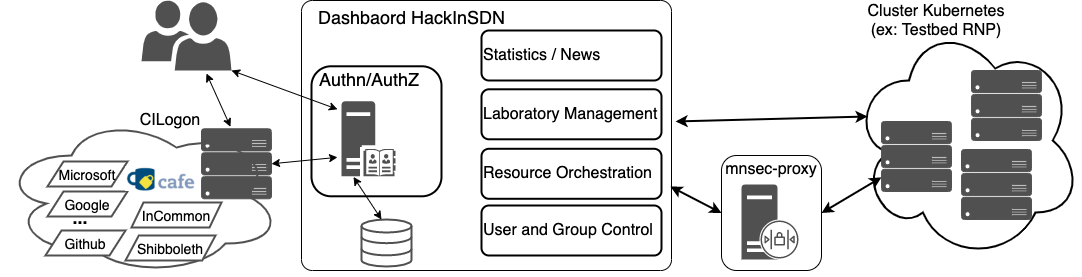 Dashbaord HackInSDN
Statistics / News
Laboratory Management
Resource Orchestration
User and Group Control
Authn/AuthZ
CILogon
Microsoft
cafe
Google
...
InCommon
Github
Shibboleth
mnsec-proxy
Cluster Kubernetes
(ex: Testbed RNP)